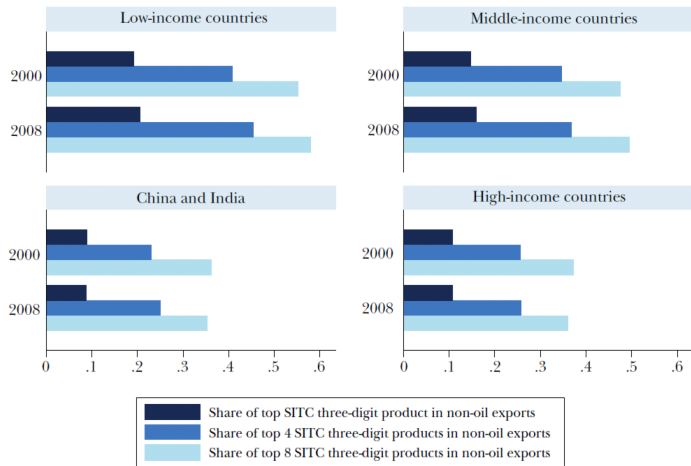 Low-income countries
Middle-income countries
2000
2000
2008
2008
China and India
High-income countries
2000
2000
2008
2008
0 .1 .2 .3 .4 .5 .6
0 .1 .2 .3 .4 .5 .6
Share of top SITC three-digit product in non-oil exports
Share of top 4 SITC three-digit products in non-oil exports
Share of top 8 SITC three-digit products in non-oil exports